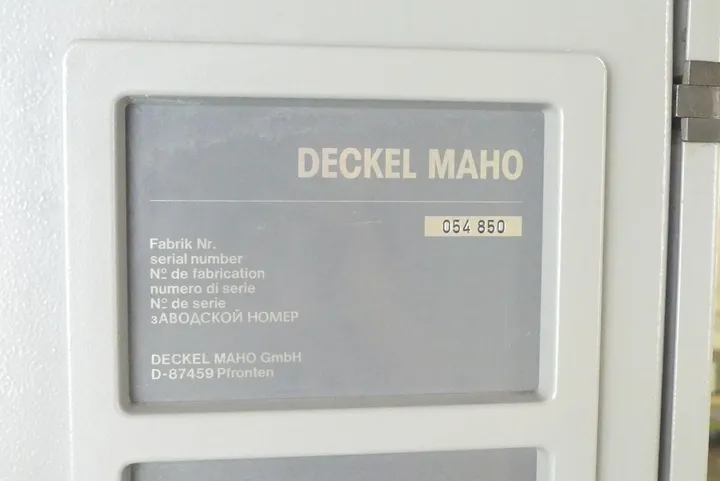 DECKEL MAHO
054 850
Fabrik Nr.
serial number
Nº de fabrication
numero di serie
Nº de serie
зАВОДСКОЙ НОМЕР
DECKEL MAHO GmbH
D-87459 Pfronten